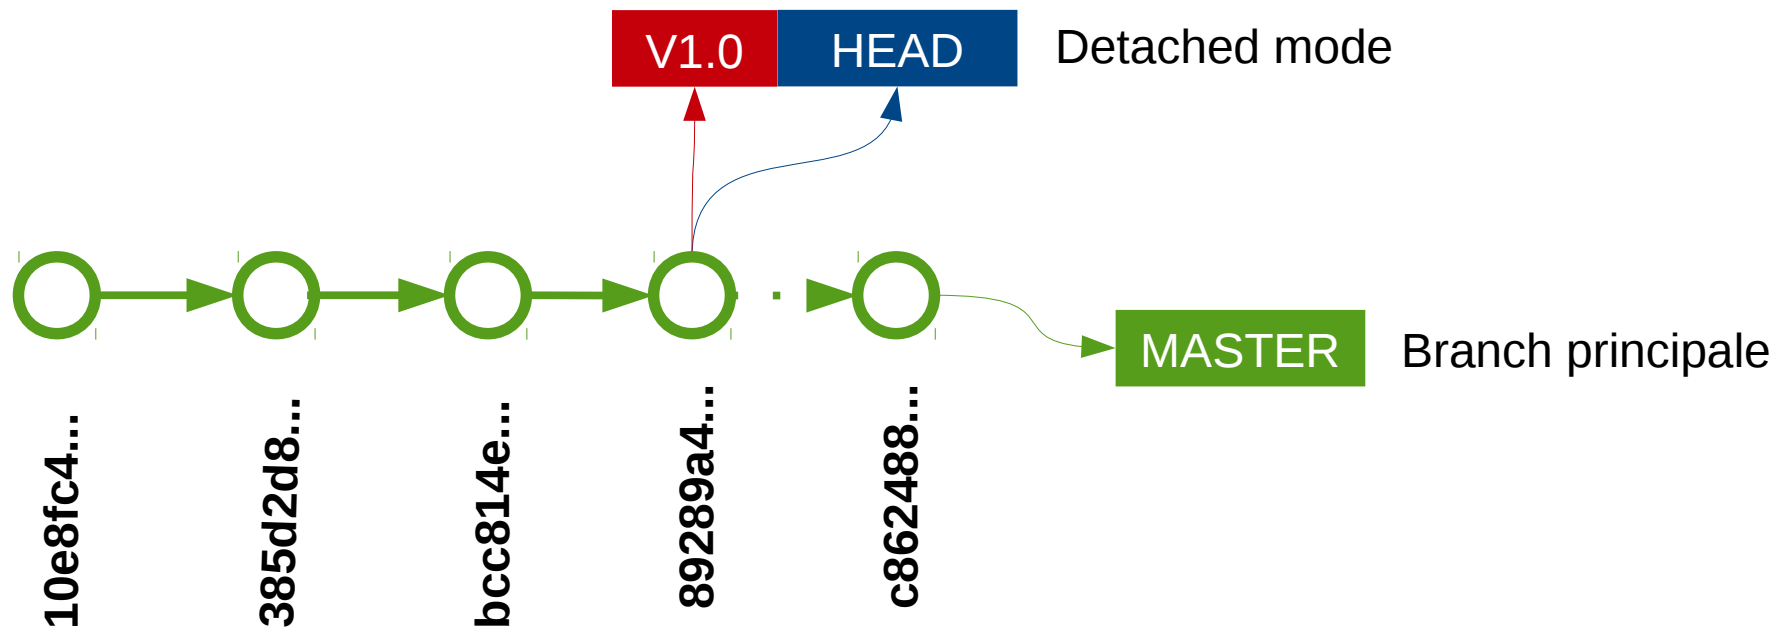 V1.0
HEAD
Detached mode
MASTER
Branch principale
10e8fc4...
385d2d8...
bcc814e...
89289a4...
c862488...